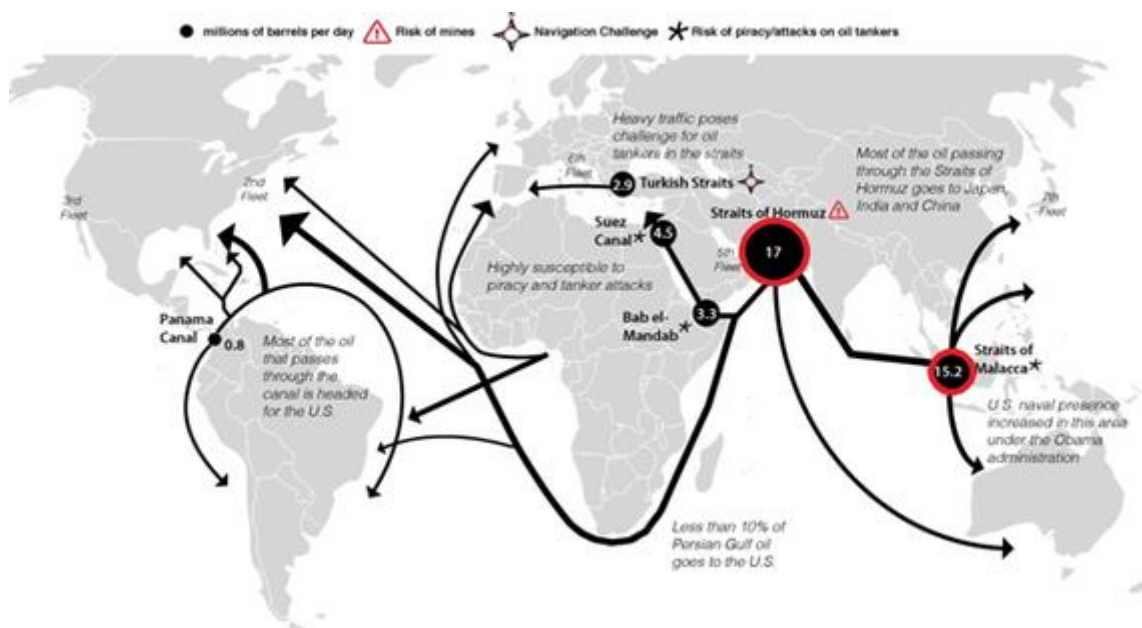 millions of barrels per day
Risk of mines
Navigation Challenge
Risk of piracy/attacks on oil tankers
Heavy traffic poses
challenge for oil
tankers in the straits
Most of the oil passing
through the Straits of
Hormuz goes to Japan,
India and China
2nd
Fleet
3rd
Fleet
6th
Fleet
7th
Fleet
2.9
Turkish Straits
Straits of Hormuz
Suez
Canal
4.5
17
5th
Fleet
Highly susceptible to
piracy and tanker attacks
Bab el-
Mandab
3.3
Panama
Canal
0.8
Most of the oil
that passes
through the
canal is headed
for the U.S.
Straits of
Malacca
15.2
U.S. naval presence
increased in this area
under the Obama
administration
Less than 10% of
Persian Gulf oil
goes to the U.S.